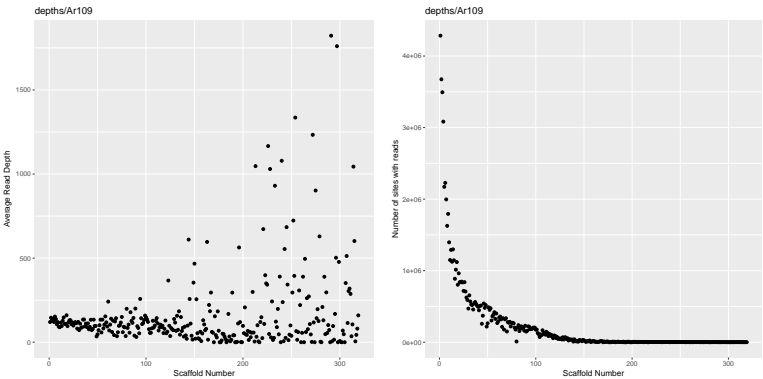 depths/Ar109
Average Read Depth
1500
1000
500
0
0
100
200
300
Scaffold Number
depths/Ar109
Number of sites with reads
4e+06
3e+06
2e+06
1e+06
0e+00
0
100
200
300
Scaffold Number